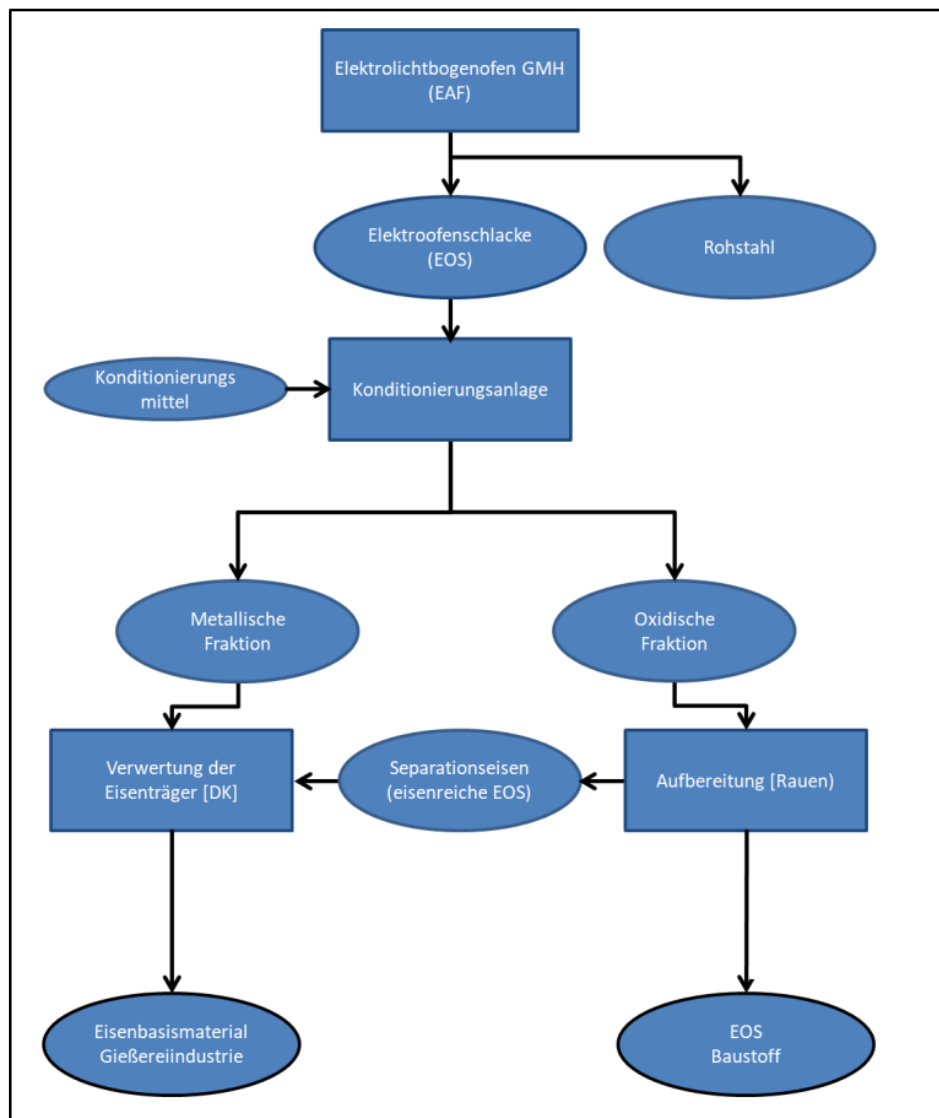 Elektrolichtbogenofen GMH
(EAF)
Elektroofenschlacke
(EOS)
Rohstahl
Konditionierungs
mittel
Konditionierungsanlage
Metallische
Fraktion
Oxidische
Fraktion
Verwertung der
Eisenträger [DK]
Separationseisen
(eisenreiche EOS)
Aufbereitung [Rauen)
Eisenbasismaterial
Gießereiindustrie
EOS
Baustoff